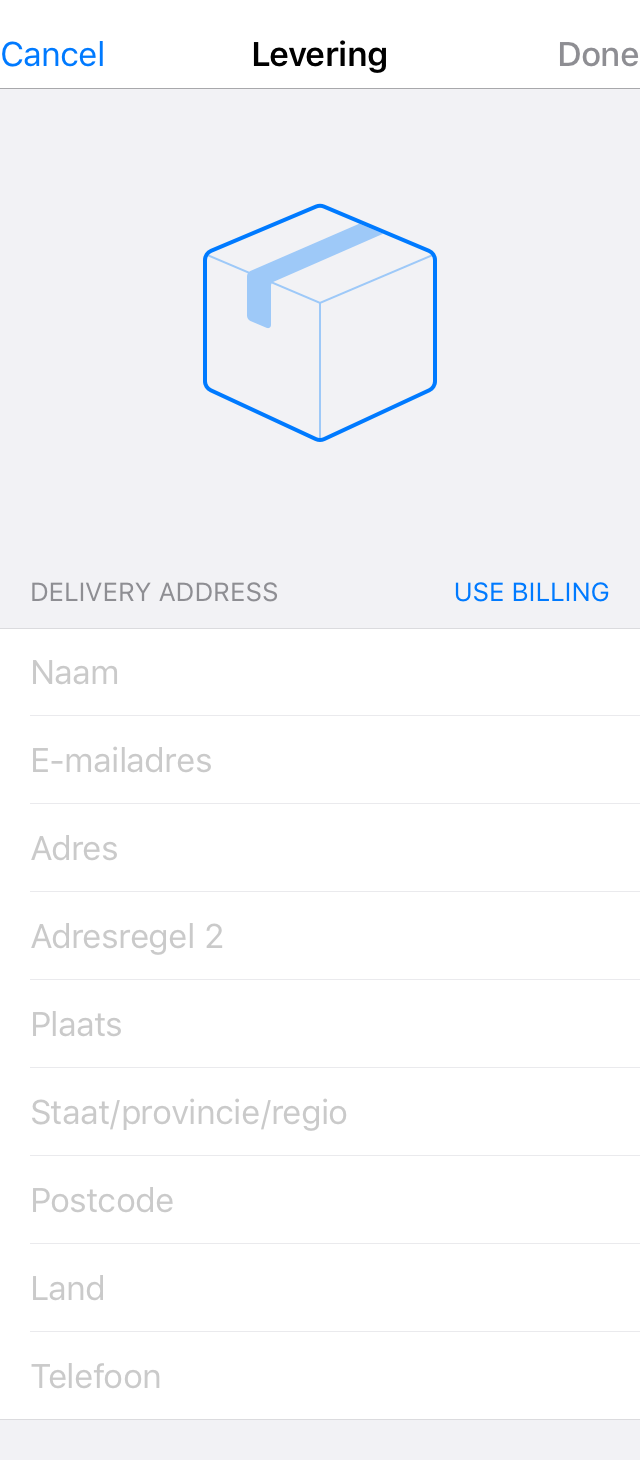 Cancel Levering Done
DELIVERY ADDRESS USE BILLING
Naam
E-mailadres
Adres
Adresregel 2
Plaats
Staat/provincie/regio
Postcode
Land
Telefoon